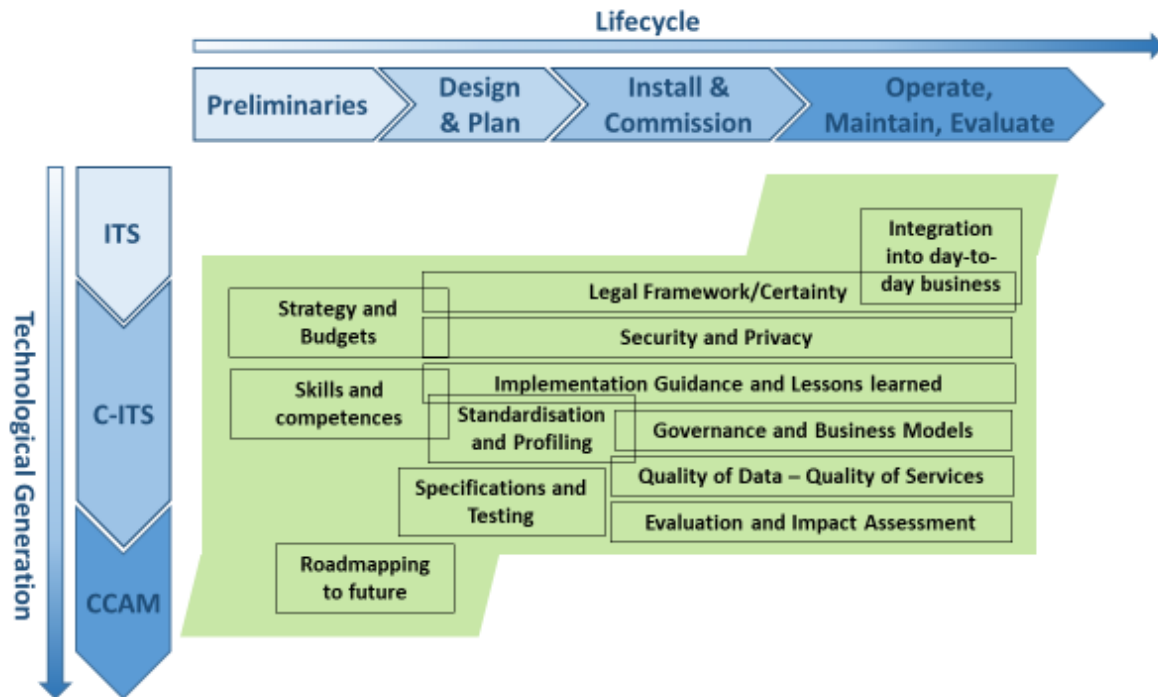 Lifecycle
Preliminaries
Design
& Plan
Install &
Commission
Operate,
Maintain, Evaluate
Technological Generation
ITS
C-ITS
CCAM
Integration
into day-to-
day business
Legal Framework/Certainty
Strategy and
Budgets
Security and Privacy
Implementation Guidance and Lessons learned
Skills and
competences
Standardisation
and Profiling
Governance and Business Models
Quality of Data – Quality of Services
Specifications and
Testing
Evaluation and Impact Assessment
Roadmapping
to future